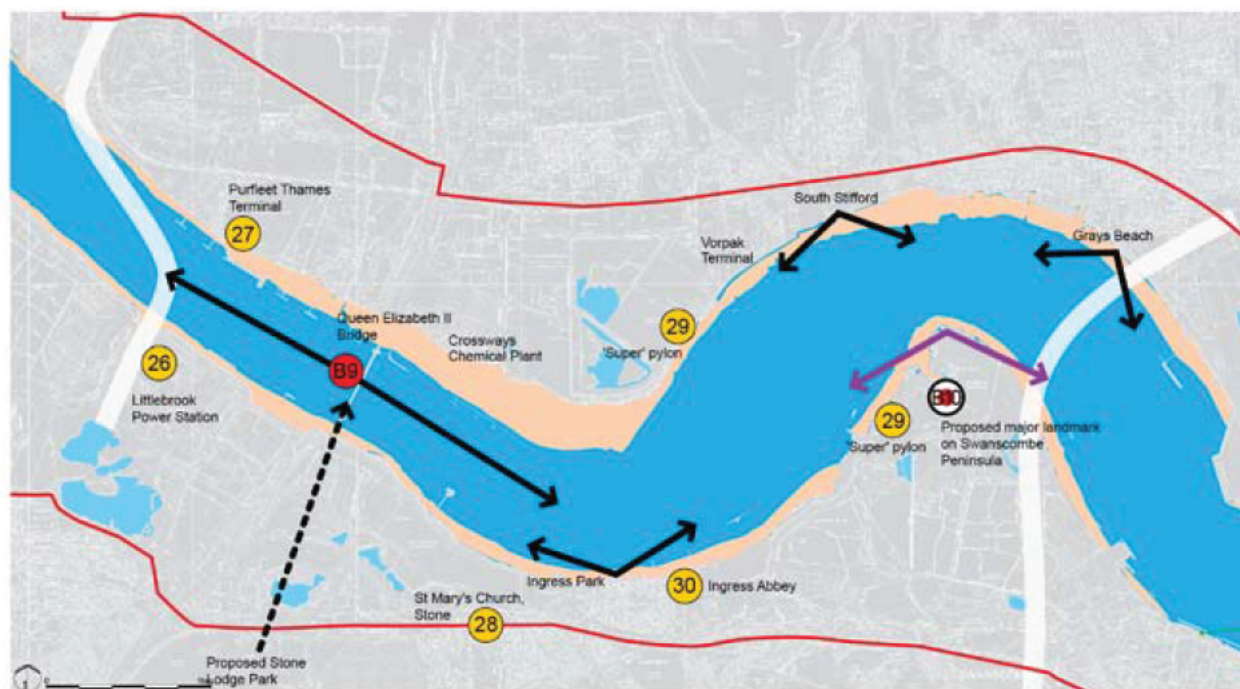 South Stifford
Purfleet Thames
Terminal
27
Vorpak
Terminal
Grays Beach
Queen Elizabeth II
Bridge
Crossways
Chemical Plant
29
'Super' pylon
B9
26
Littlebrook
Power Station
29
'Super' pylon
Proposed major landmark
on Swanscombe
Peninsula
Ingress Park
30
Ingress Abbey
St Mary's Church,
Stone
28
Proposed Stone
Lodge Park